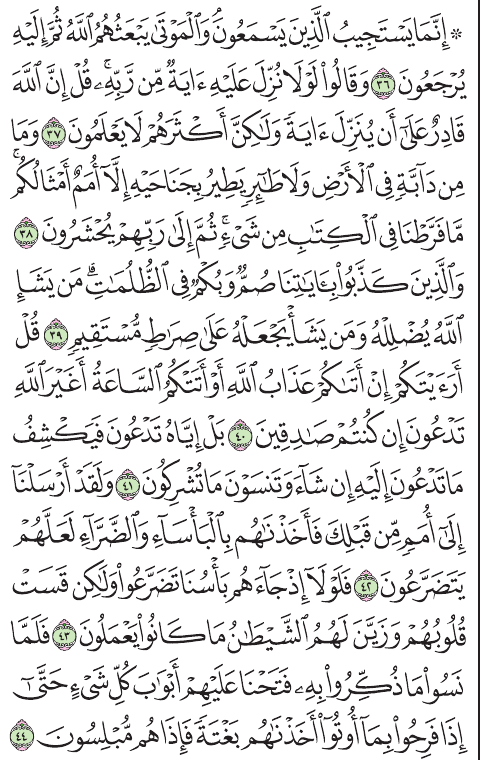 ۞ إِنَّمَا يَسْتَجِيبُ ٱلَّذِينَ يَسْمَعُونَۘ وَٱلْمَوْتَىٰ يَبْعَثُهُمُ ٱللَّهُ ثُمَّ إِلَيْهِ
يُرْجَعُونَ ٣٦ وَقَالُوا۟ لَوْلَا نُزِّلَ عَلَيْهِ ءَايَةٌ مِّن رَّبِّهِۦۚ قُلْ إِنَّ ٱللَّهَ
قَادِرٌ عَلَىٰٓ أَن يُنَزِّلَ ءَايَةً وَلَٰكِنَّ أَكْثَرَهُمْ لَا يَعْلَمُونَ ٣٧ وَمَا
مِن دَآبَّةٍ فِى ٱلْأَرْضِ وَلَا طَٰٓئِرٍ يَطِيرُ بِجَنَاحَيْهِ إِلَّآ أُمَمٌ أَمْثَالُكُمۚ
مَّا فَرَّطْنَا فِى ٱلْكِتَٰبِ مِن شَىْءٍۚ ثُمَّ إِلَىٰ رَبِّهِمْ يُحْشَرُونَ ٣٨
وَٱلَّذِينَ كَذَّبُوا۟ بِـَٔايَٰتِنَا صُمٌّ وَبُكْمٌ فِى ٱلظُّلُمَٰتِۗ مَن يَشَإِ
ٱللَّهُ يُضْلِلْهُ وَمَن يَشَأْ يَجْعَلْهُ عَلَىٰ صِرَٰطٍ مُّسْتَقِيمٍ ٣٩ قُلْ
أَرَءَيْتَكُمْ إِنْ أَتَىٰكُمْ عَذَابُ ٱللَّهِ أَوْ أَتَتْكُمُ ٱلسَّاعَةُ أَغَيْرَ ٱللَّهِ
تَدْعُونَ إِن كُنتُمْ صَٰدِقِينَ ٤٠ بَلْ إِيَّاهُ تَدْعُونَ فَيَكْشِفُ
مَا تَدْعُونَ إِلَيْهِ إِن شَآءَ وَتَنسَوْنَ مَا تُشْرِكُونَ ٤١ وَلَقَدْ أَرْسَلْنَآ
إِلَىٰٓ أُمَمٍ مِّن قَبْلِكَ فَأَخَذْنَٰهُم بِٱلْبَأْسَآءِ وَٱلضَّرَّآءِ لَعَلَّهُمْ
يَتَضَرَّعُونَ ٤٢ فَلَوْلَآ إِذْ جَآءَهُم بَأْسُنَا تَضَرَّعُوا۟ وَلَٰكِن قَسَتْ
قُلُوبُهُمْ وَزَيَّنَ لَهُمُ ٱلشَّيْطَٰنُ مَا كَانُوا۟ يَعْمَلُونَ ٤٣ فَلَمَّا
نَسُوا۟ مَا ذُكِّرُوا۟ بِهِۦ فَتَحْنَا عَلَيْهِمْ أَبْوَٰبَ كُلِّ شَىْءٍ حَتَّىٰٓ
إِذَا فَرِحُوا۟ بِمَآ أُوتُوٓا۟ أَخَذْنَٰهُم بَغْتَةً فَإِذَا هُم مُّبْلِسُونَ ٤٤